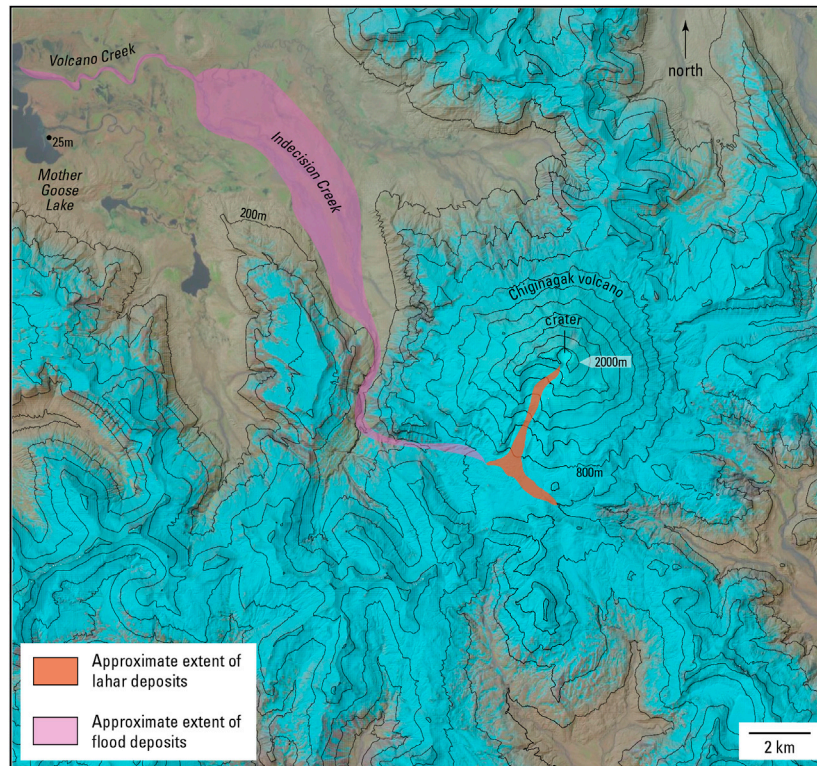 Volcano Creek
north
25m
Indecision Creek
Mother
Goose
Lake
200m
Chiginagak volcano
crater
2000m
800m
Approximate extent of
lahar deposits
Approximate extent of
flood deposits
2 km